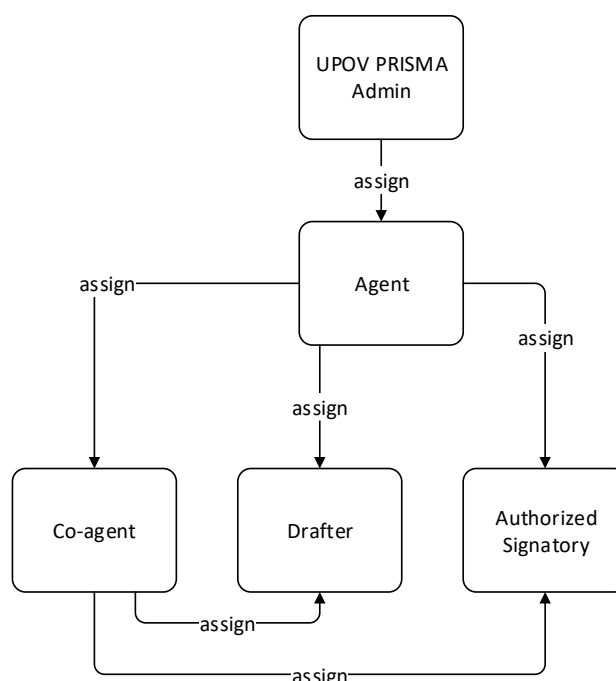 UPOV PRISMA
Admin
assign
Agent
assign
assign
assign
Co-agent
Drafter
Authorized
Signatory
assign
assign